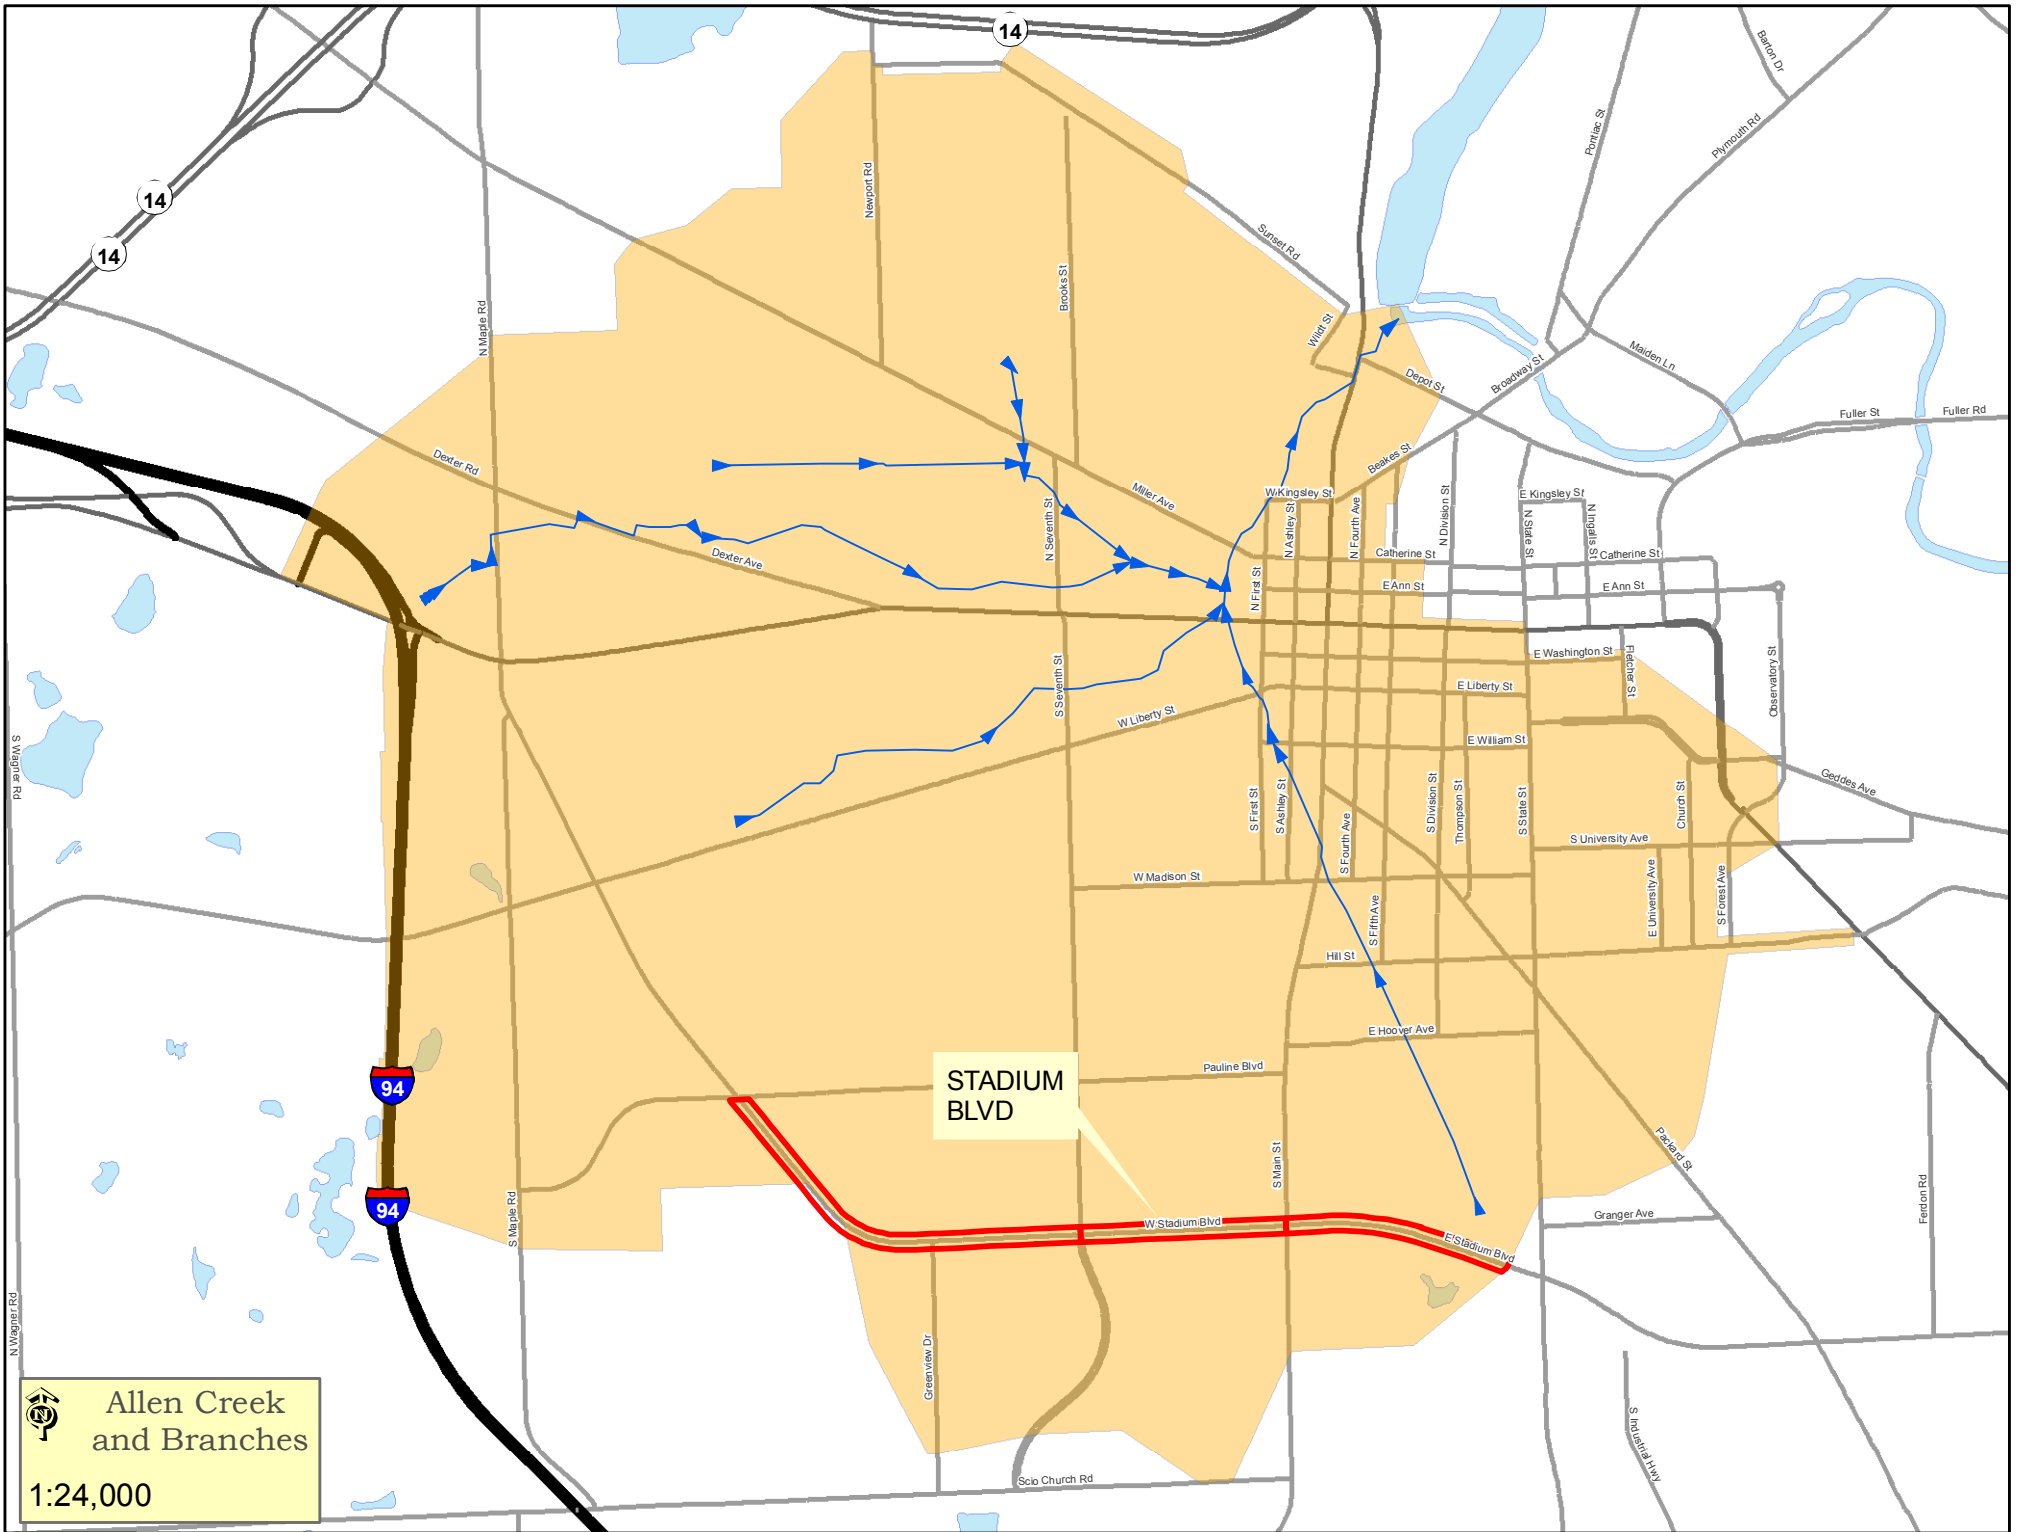 14
Barton Dr
Pontiac St
Plymouth Rd
14
Newport Rd
Sunset Rd
14
Brooks St
N Maple Rd
Wildt St
Maiden Ln
Broadway St
Depot St
Fuller St
Fuller Rd
Dexter Rd
Beakes St
Miller Ave
W Kingsley St
E Kingsley St
N Seventh St
N Ashley St
N Fourth Ave
N Division St
N State St
N Ingalls St
Dexter Ave
Catherine St
Catherine St
N First St
E Ann St
E Ann St
E Washington St
Fletcher St
Observatory St
S Seventh St
E Liberty St
W Liberty St
E William St
S Wagner Rd
Geddes Ave
S First St
S Ashley St
S Fourth Ave
S Division St
Thompson St
S State St
Church St
S University Ave
W Madison St
E University Ave
S Forest Ave
S Fifth Ave
Hill St
E Hoover Ave
Pauline Blvd
94
STADIUM
BLVD
Packard St
S Main St
94
S Maple Rd
W Stadium Blvd
E Stadium Blvd
Granger Ave
Ferdon Rd
N Wagner Rd
Greenview Dr
S Industrial Hwy
Scio Church Rd
N
Allen Creek
and Branches
1:24,000